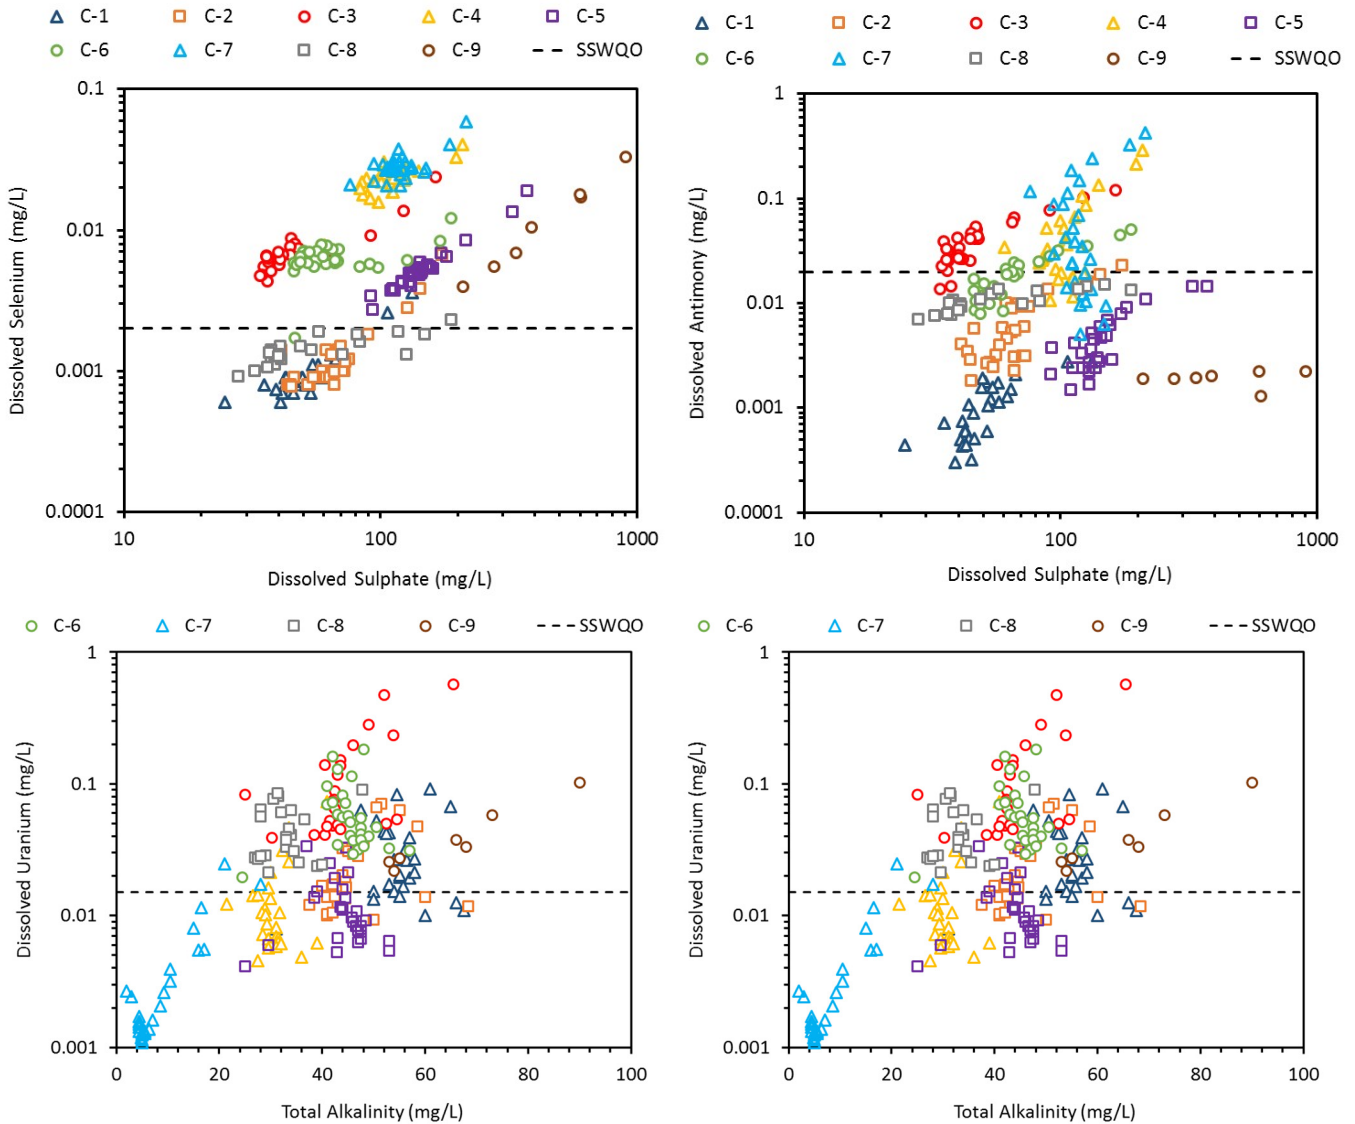 C-1 C-2 C-3 C-4 C-5
C-6 C-7 C-8 C-9 SSWQO
0.1
0.01
0.001
0.0001
10 100 1000
Dissolved Selenium (mg/L)
Dissolved Sulphate (mg/L)
C-1 C-2 C-3 C-4 C-5
C-6 C-7 C-8 C-9 SSWQO
1
0.1
0.01
0.001
0.0001
10 100 1000
Dissolved Antimony (mg/L)
Dissolved Sulphate (mg/L)
C-6 C-7 C-8 C-9 SSWQO
1
0.1
0.01
0.001
0 20 40 60 80 100
Dissolved Uranium (mg/L)
Total Alkalinity (mg/L)
C-6 C-7 C-8 C-9 SSWQO
1
0.1
0.01
0.001
0 20 40 60 80 100
Dissolved Uranium (mg/L)
Total Alkalinity (mg/L)